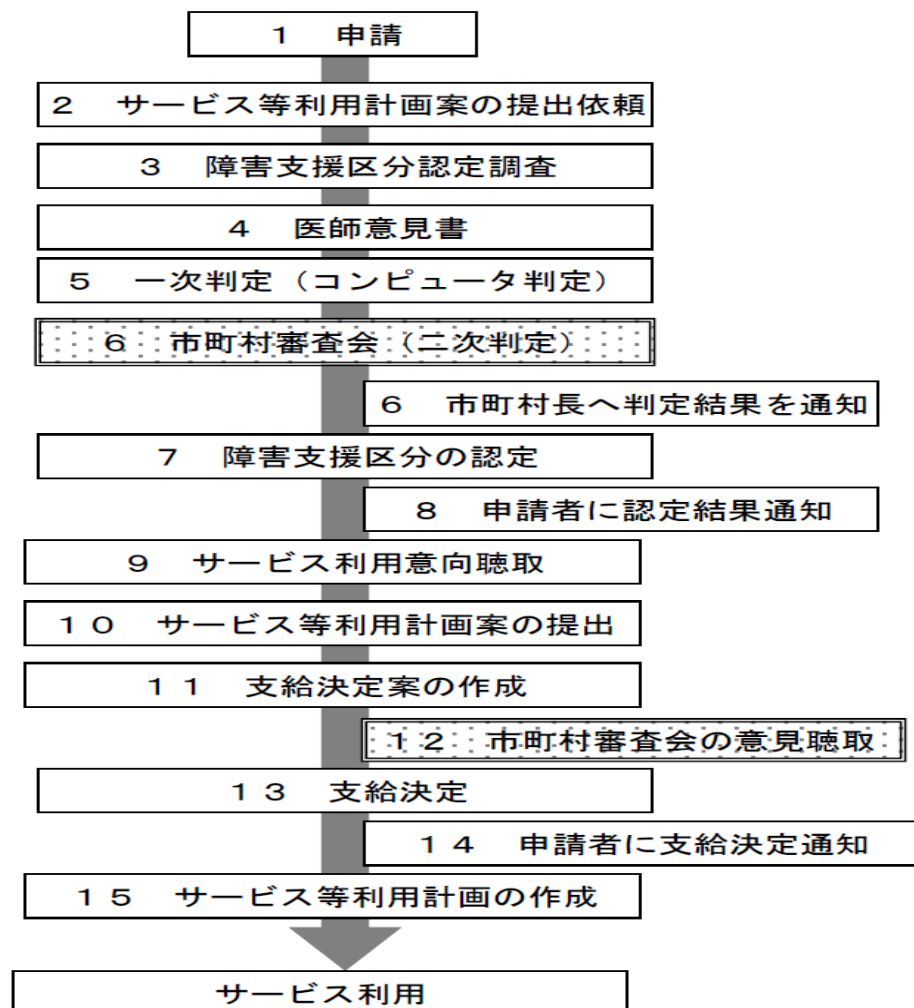 １　申請
２　サービス等利用計画案の提出依頼
３　障害支援区分認定調査
４　医師意見書
５　一次判定（コンピュータ判定）
６　市町村審査会（二次判定）
６　市町村長へ判定結果を通知
７　障害支援区分の認定
８　申請者に認定結果通知
９　サービス利用意向聴取
１０　サービス等利用計画案の提出
１１　支給決定案の作成
１２　市町村審査会の意見聴取
１３　支給決定
１４　申請者に支給決定通知
１５　サービス等利用計画の作成
サービス利用